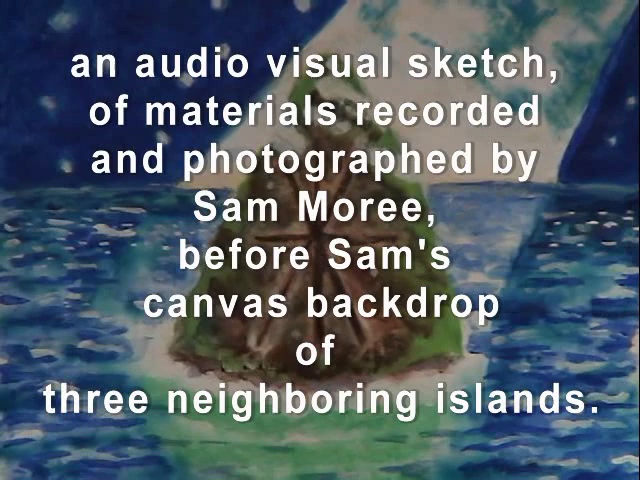 an audio visual sketch,
of materials recorded
and photographed by
Sam Moree,
before Sam's
canvas backdrop
of
three neighboring islands.